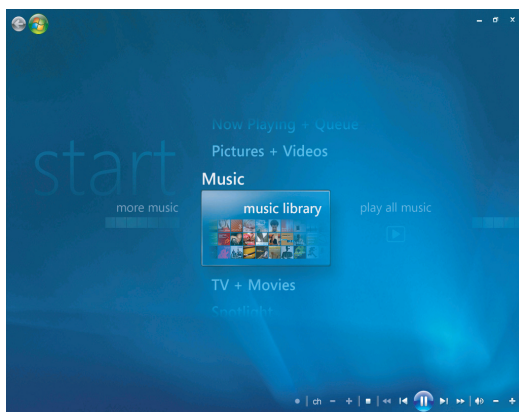 Now Playing + Queue
start
Pictures + Videos
Music
more music
music library
play all music
TV + Movies
Spotlight
ch